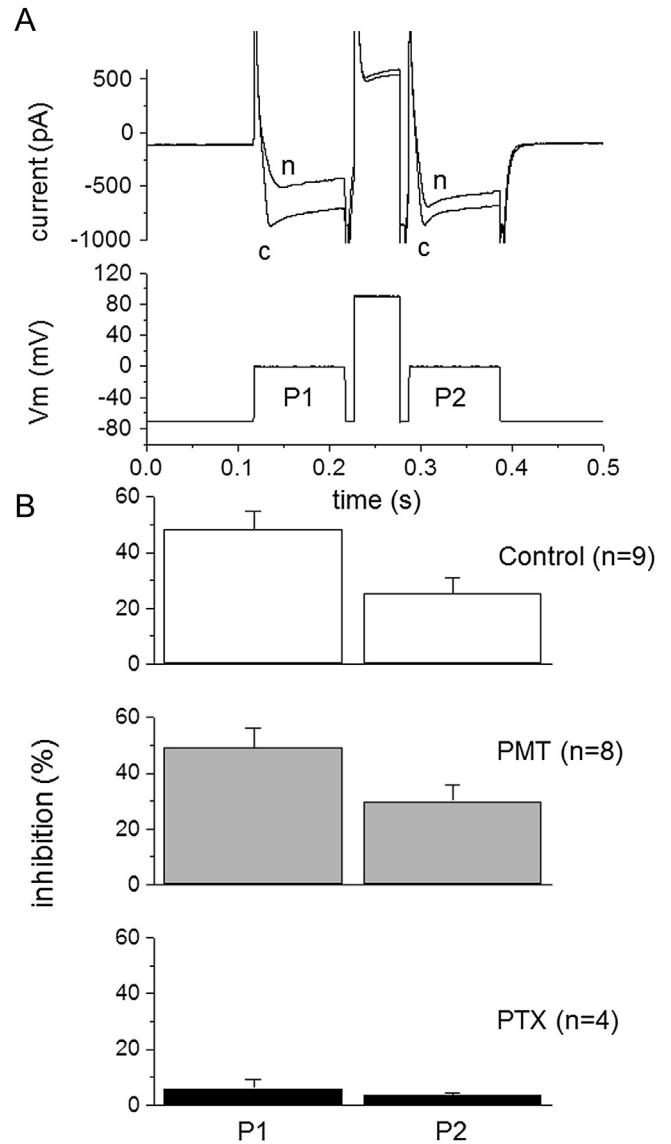 A
500
0
-500
-1000
current (pA)
n
c
n
c
120
80
40
0
-40
-80
Vm (mV)
P1
P2
0.0 0.1 0.2 0.3 0.4 0.5
time (s)
B
60
40
20
0
Control (n=9)
60
40
20
0
PMT (n=8)
inhibition (%)
60
40
20
0
PTX (n=4)
P1 P2